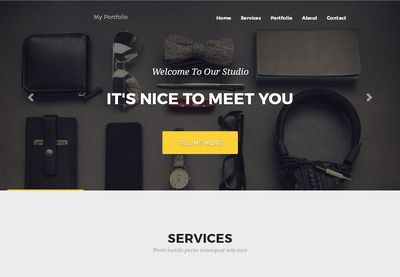 My Portfolio
Home Services Portfolio About Contact
Welcome To Our Studio
IT'S NICE TO MEET YOU
TELL ME MORE
SERVICES
Proin iaculis purus consequat sem cure